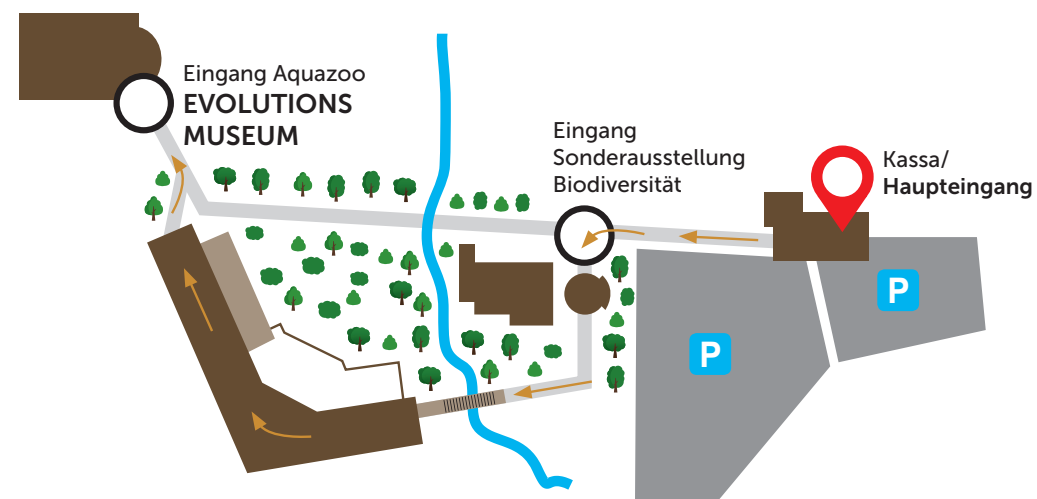 Eingang Aquazoo
EVOLUTIONS
MUSEUM
Eingang
Sonderausstellung
Biodiversität
Kassa/
Haupteingang
P
P